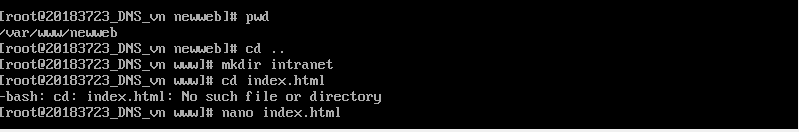 [root@20183723_DNS_vn newweb]# pwd
/var/www/newweb
[root@20183723_DNS_vn newweb]# cd ..
[root@20183723_DNS_vn www]# mkdir intranet
[root@20183723_DNS_vn www]# cd index.html
-bash: cd: index.html: No such file or directory
[root@20183723_DNS_vn www]# nano index.html